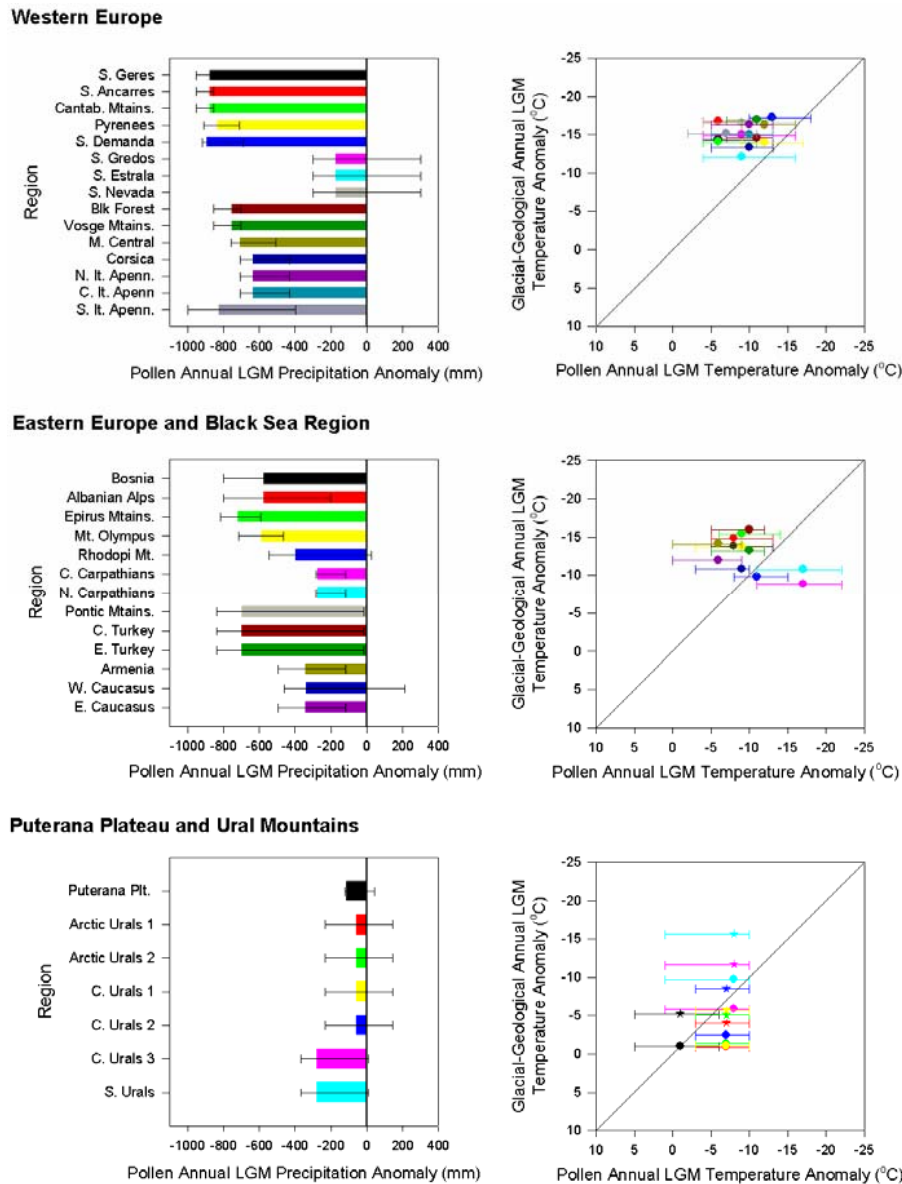 Western Europe
S. Geres
S. Ancarres
Cantab. Mtains.
Pyrenees
S. Demanda
S. Gredos
S. Estrala
S. Nevada
Blk Forest
Vosge Mtains.
M. Central
Corsica
N. It. Apenn.
C. It. Apenn
S. It. Apenn.
Region
-1000 -800 -600 -400 -200 0 200 400
Pollen Annual LGM Precipitation Anomaly (mm)
-25
-20
-15
-10
-5
0
5
10
Glacial-Geological Annual LGM
Temperature Anomaly (°C)
10 5 0 -5 -10 -15 -20 -25
Pollen Annual LGM Temperature Anomaly (°C)
Eastern Europe and Black Sea Region
Bosnia
Albanian Alps
Epirus Mtains.
Mt. Olympus
Rhodopi Mt.
C. Carpathians
N. Carpathians
Pontic Mtains.
C. Turkey
E. Turkey
Armenia
W. Caucasus
E. Caucasus
Region
-1000 -800 -600 -400 -200 0 200 400
Pollen Annual LGM Precipitation Anomaly (mm)
-25
-20
-15
-10
-5
0
5
10
Glacial-Geological Annual LGM
Temperature Anomaly (°C)
10 5 0 -5 -10 -15 -20 -25
Pollen Annual LGM Temperature Anomaly (°C)
Puterana Plateau and Ural Mountains
Puterana Plt.
Arctic Urals 1
Arctic Urals 2
C. Urals 1
C. Urals 2
C. Urals 3
S. Urals
Region
-1000 -800 -600 -400 -200 0 200 400
Pollen Annual LGM Precipitation Anomaly (mm)
-25
-20
-15
-10
-5
0
5
10
Glacial-Geological Annual LGM
Temperature Anomaly (°C)
10 5 0 -5 -10 -15 -20 -25
Pollen Annual LGM Temperature Anomaly (°C)